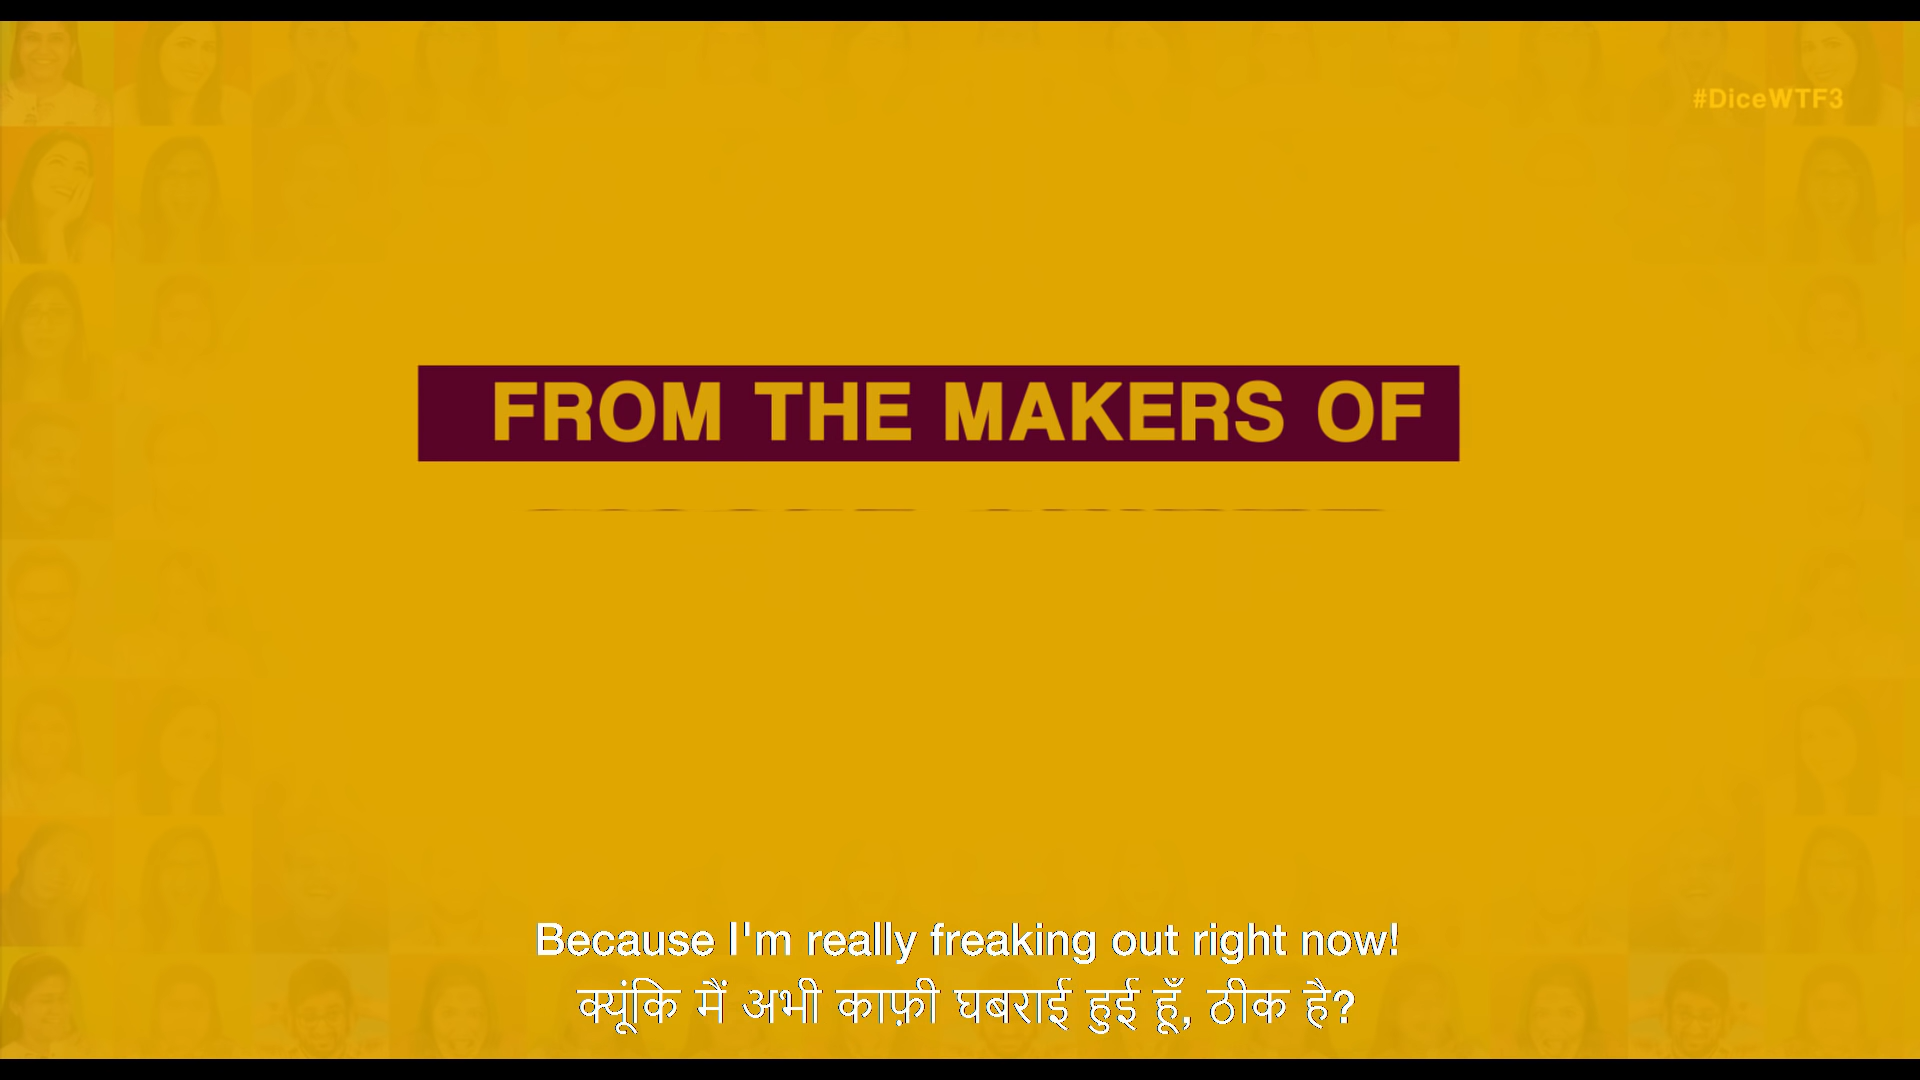 #DiceWTF3
FROM THE MAKERS OF
Because I'm really freaking out right now!
क्यूंकि मैं अभी काफ़ी घबराई हुई हूँ, ठीक है?